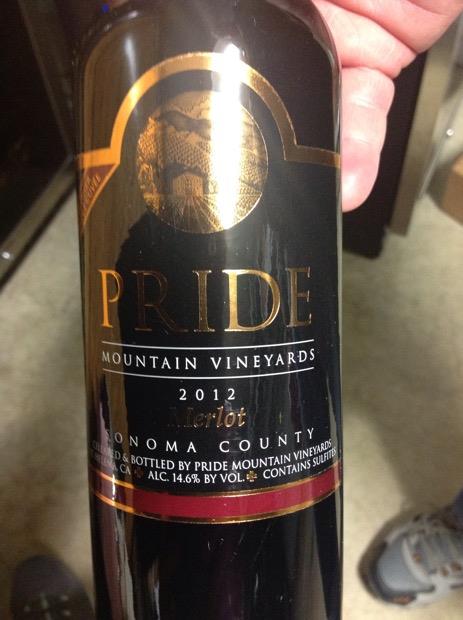 PRIDE
MOUNTAIN VINEYARDS
2012
Merlot
SONOMA COUNTY
& BOTTLED BY PRIDE MOUNTAIN VINEYARDS
CA ALC. 14.6% BY VOL. CONTAINS SULFITES